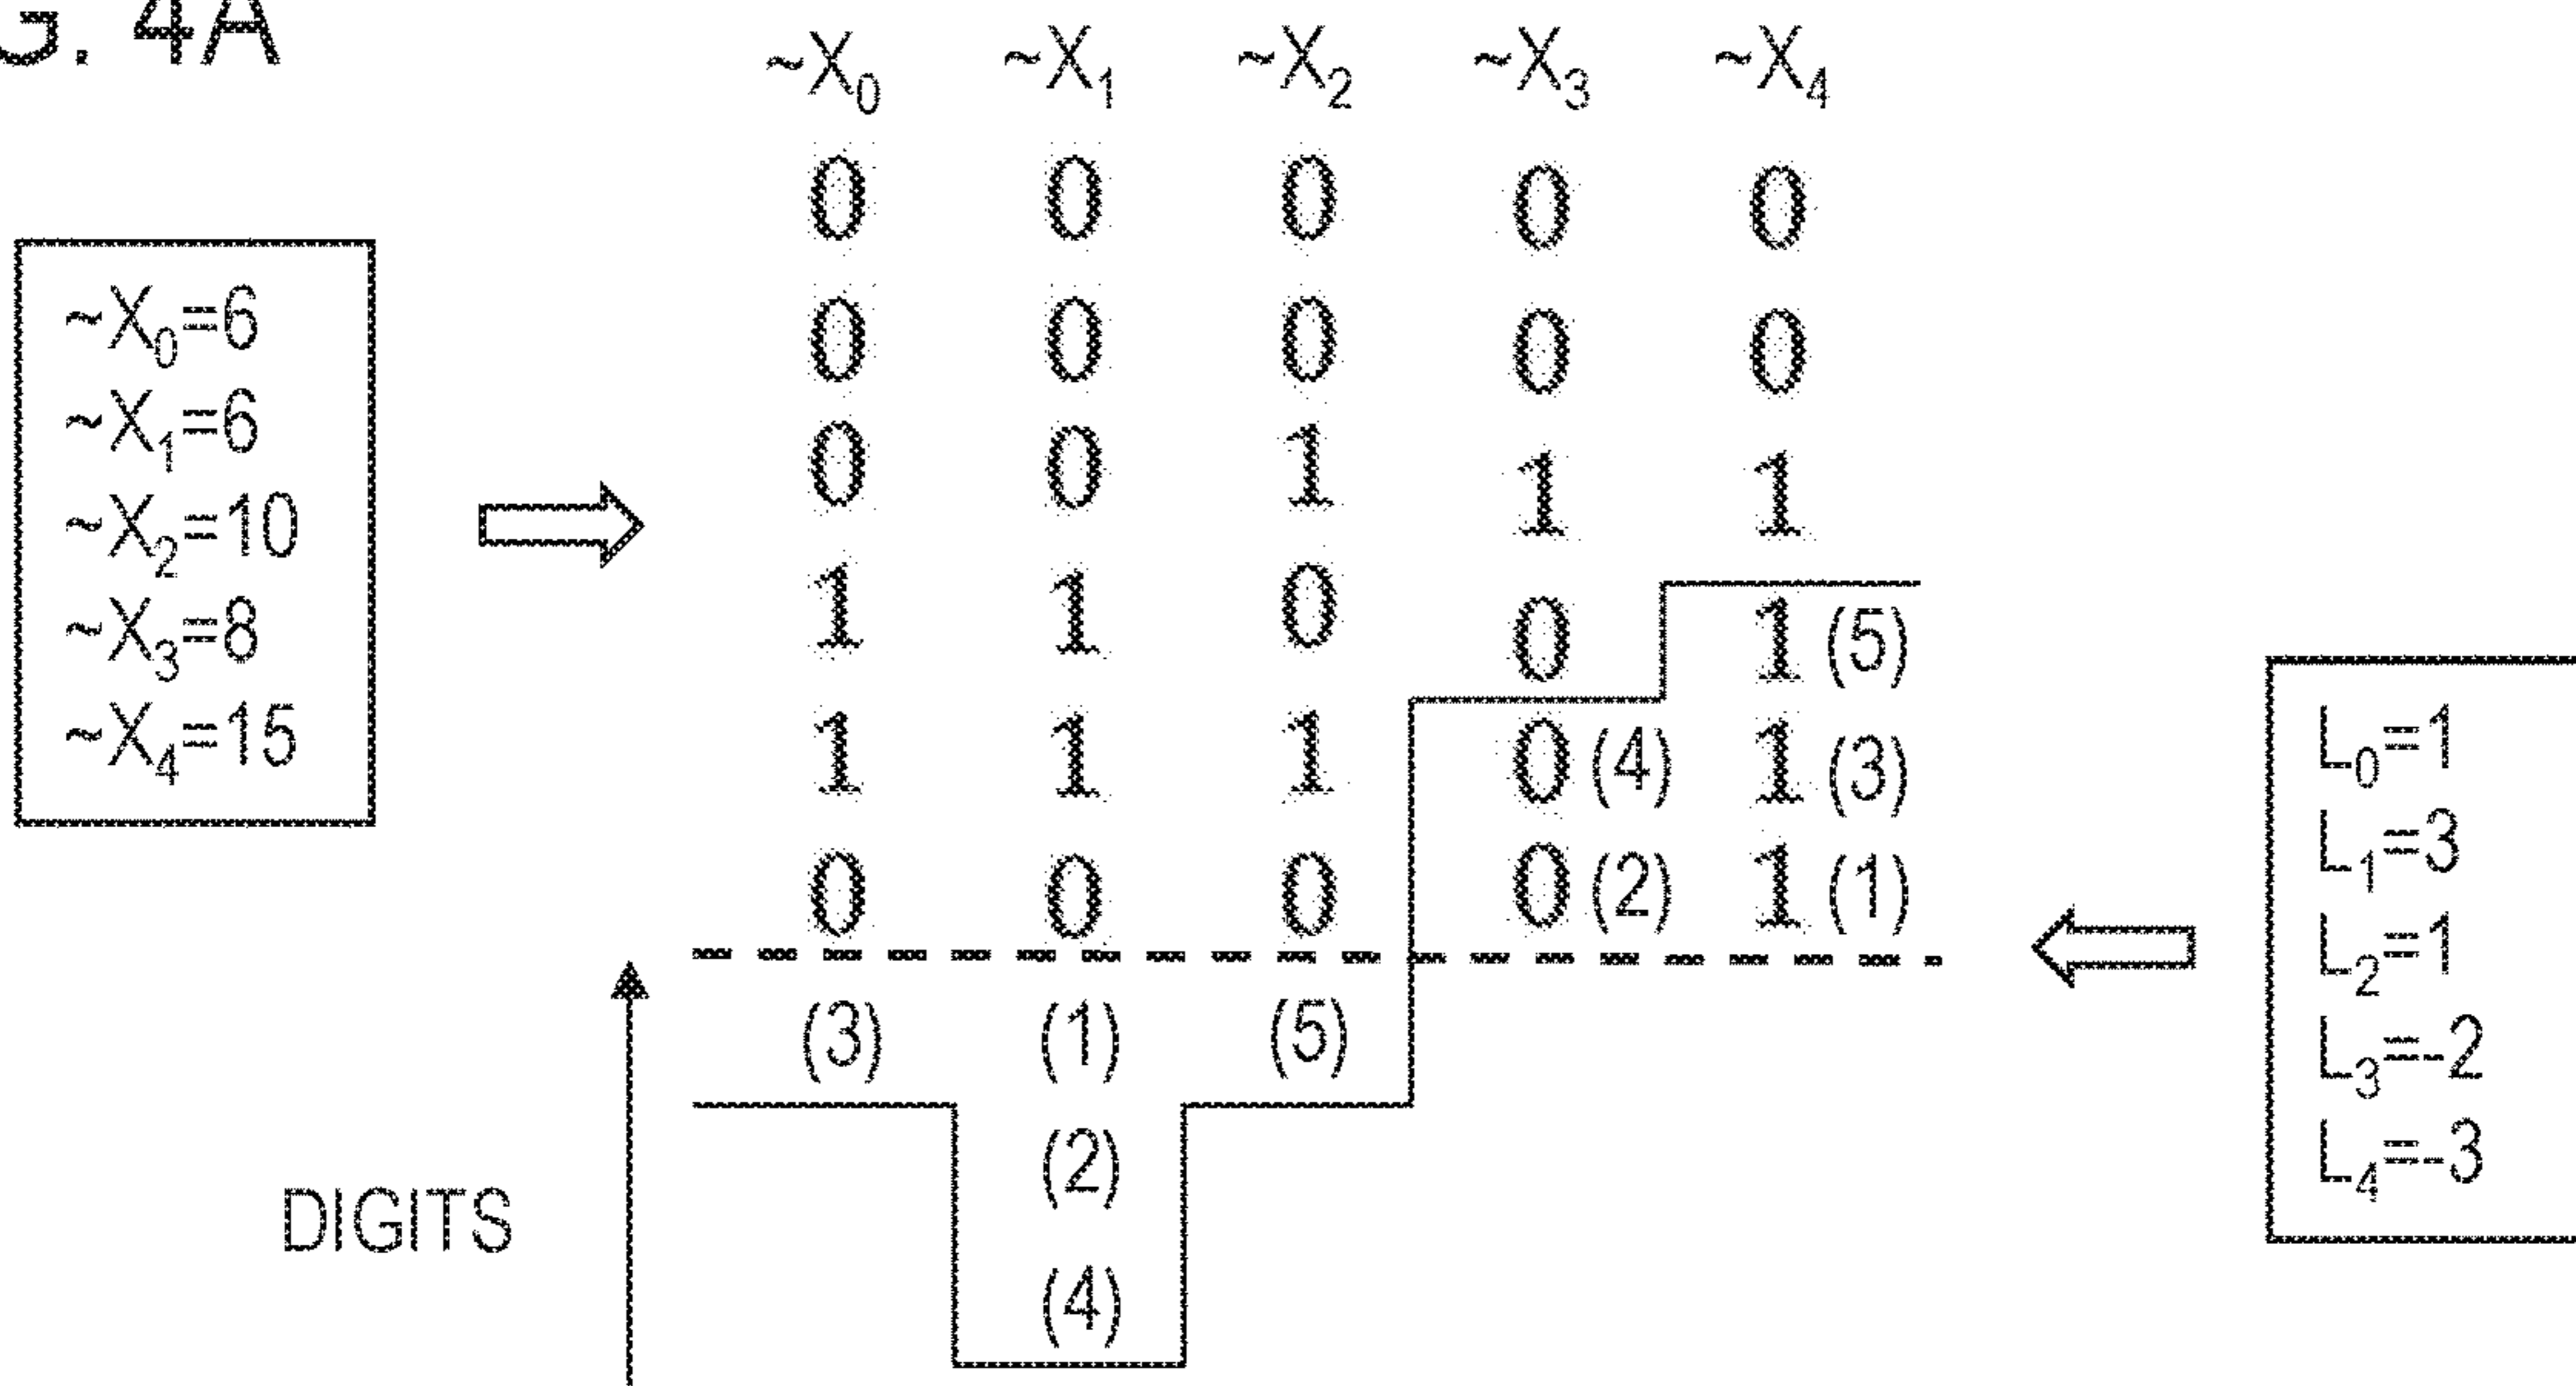 G. 4A
~X₀ ~X₁ ~X₂ ~X₃ ~X₄
0 0 0 0 0
0 0 0 0 0
0 0 1 1 1
1 1 0 0 1 (5)
1 1 1 0 (4) 1 (3)
0 0 0 0 (2) 1 (1)
(3) (1) (5)
(2)
(4)
~X₀=6
~X₁=6
~X₂=10
~X₃=8
~X₄=15
L₀=1
L₁=3
L₂=1
L₃=-2
L₄=-3
DIGITS